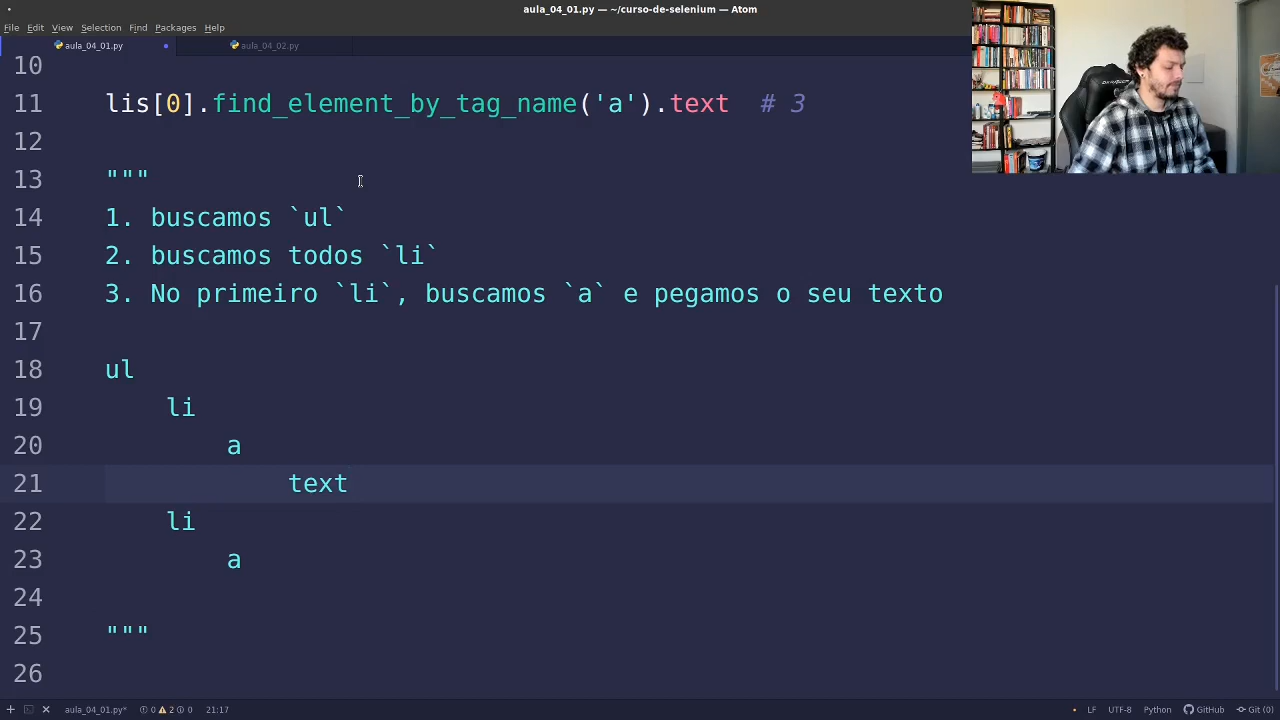 aula_04_01.py — ~/curso-de-selenium — Atom
File Edit View Selection Find Packages Help
aula_04_01.py aula_04_02.py
10
11 lis[0].find_element_by_tag_name('a').text # 3
12
13 """
14 1. buscamos `ul`
15 2. buscamos todos `li`
16 3. No primeiro `li`, buscamos `a` e pegamos o seu texto
17
18 ul
19 li
20 a
21 text
22 li
23 a
24
25 """
26
aula_04_01.py* 0 2 0 21:17 LF UTF-8 Python GitHub Git (0)